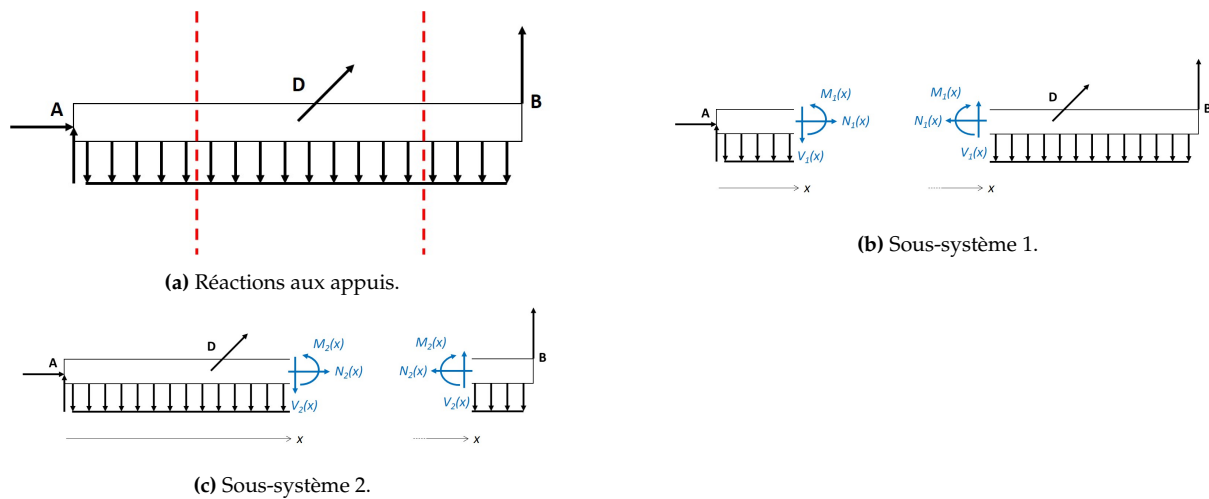 A
D
B
(a) Réactions aux appuis.
A
M₁(x)
N₁(x)
V₁(x)
x
M₁(x)
N₁(x)
V₁(x)
D
B
x
(b) Sous-système 1.
A
D
M₂(x)
N₂(x)
V₂(x)
x
M₂(x)
N₂(x)
V₂(x)
B
x
(c) Sous-système 2.